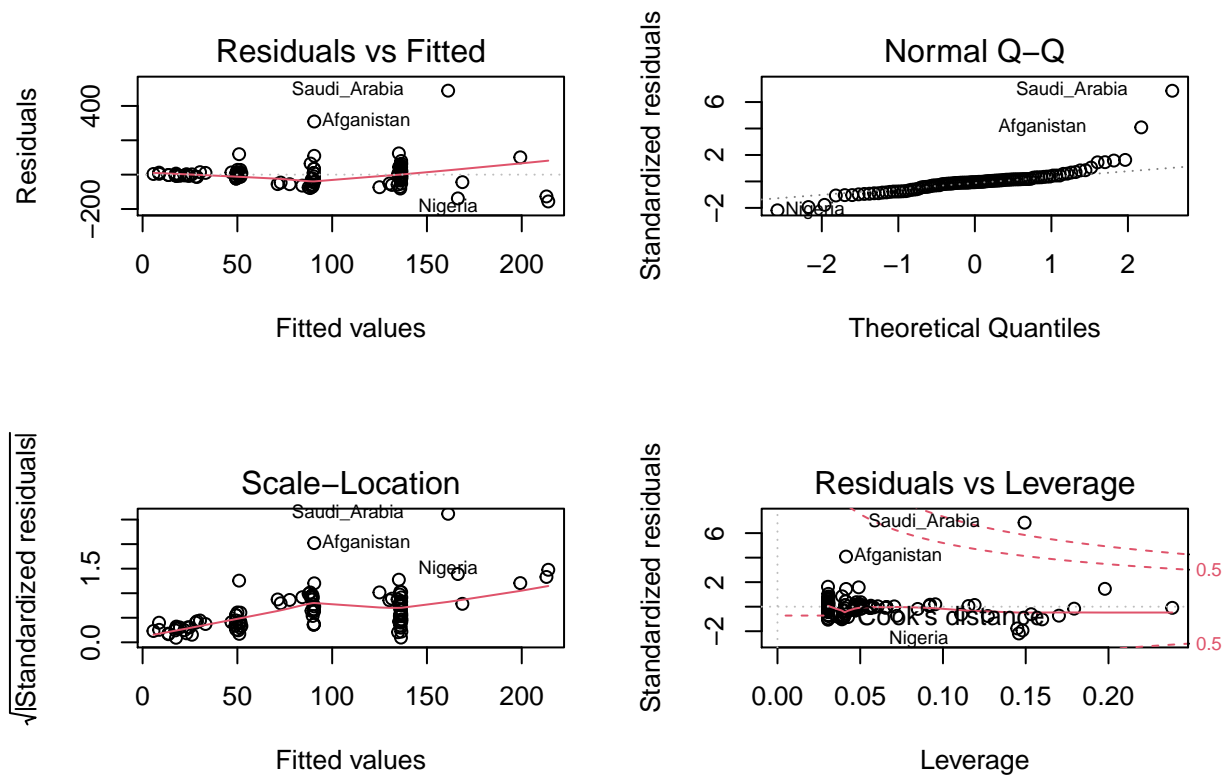 Residuals vs Fitted
Residuals
400
−200
Saudi_Arabia
Afganistan
Nigeria
0 50 100 150 200
Fitted values
Normal Q−Q
Standardized residuals
6
2
−2
Saudi_Arabia
Afganistan
Nigeria
−2 −1 0 1 2
Theoretical Quantiles
Scale−Location
√|Standardized residuals|
1.5
0.0
Saudi_Arabia
Afganistan
Nigeria
0 50 100 150 200
Fitted values
Residuals vs Leverage
Standardized residuals
6
2
−2
Saudi_Arabia
Afganistan
Cook's distance
Nigeria
0.5
0.5
0.00 0.05 0.10 0.15 0.20
Leverage